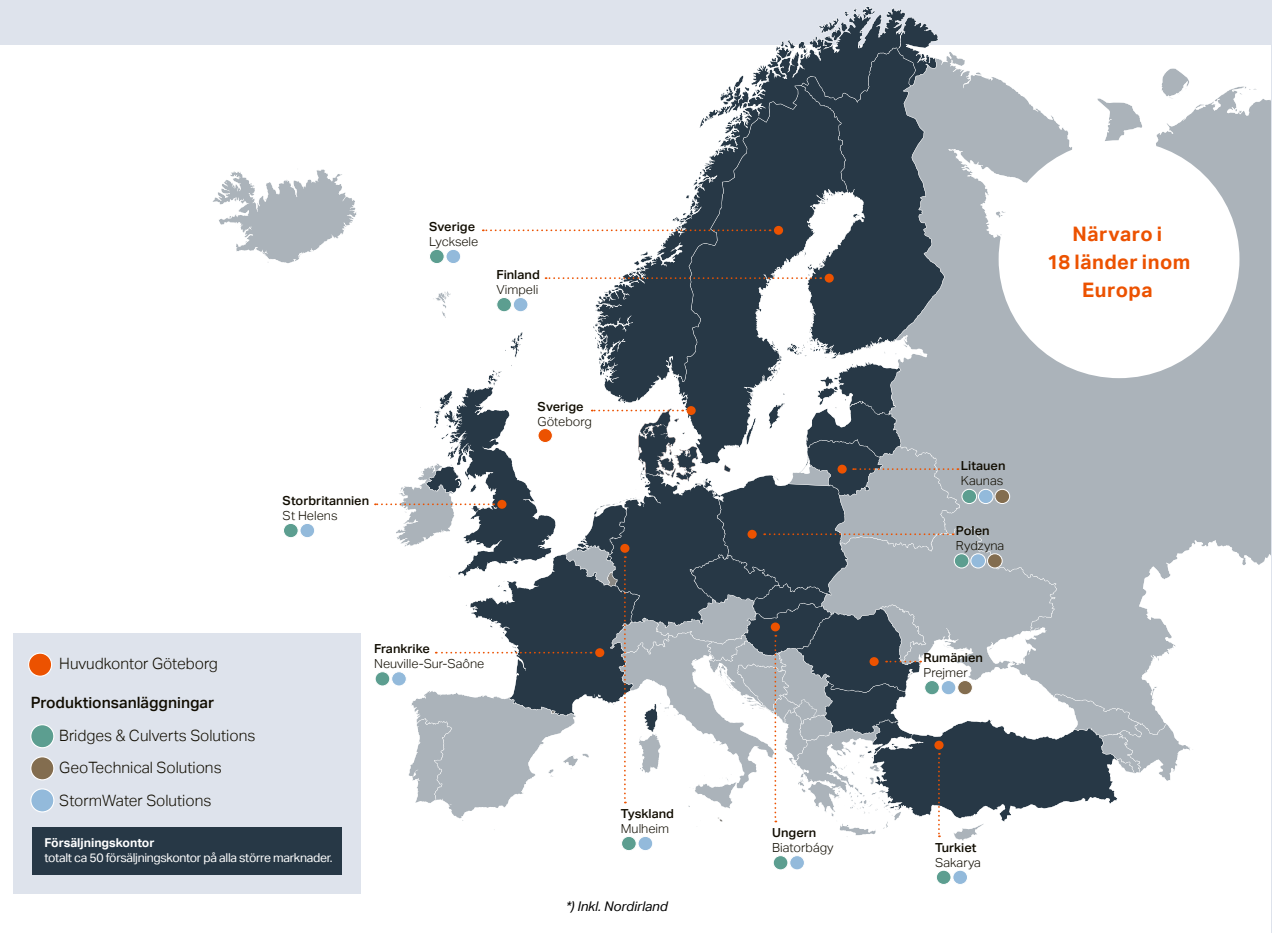 Närvaro i
18 länder inom
Europa
Sverige
Lycksele
Finland
Vimpeli
Sverige
Göteborg
Storbritannien
St Helens
Litauen
Kaunas
Polen
Rydzyna
Frankrike
Neuville-Sur-Saône
Rumänien
Prejmer
Tyskland
Mulheim
Ungern
Biatorbágy
Turkiet
Sakarya
Huvudkontor Göteborg
Produktionsanläggningar
Bridges & Culverts Solutions
GeoTechnical Solutions
StormWater Solutions
Försäljningskontor
totalt ca 50 försäljningskontor på alla större marknader.
*) Inkl. Nordirland